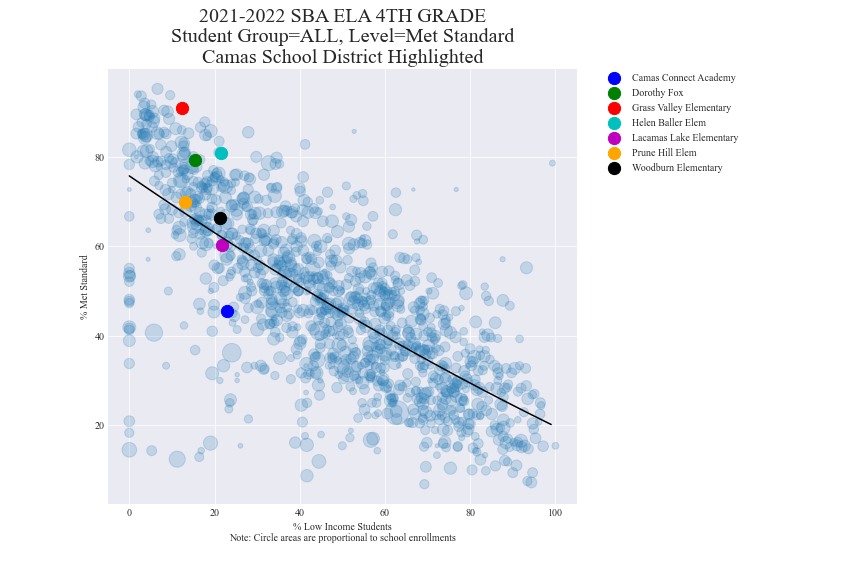 2021-2022 SBA ELA 4TH GRADE
Student Group=ALL, Level=Met Standard
Camas School District Highlighted
Camas Connect Academy
Dorothy Fox
Grass Valley Elementary
Helen Baller Elem
Lacamas Lake Elementary
Prune Hill Elem
Woodburn Elementary
% Met Standard
80
60
40
20
0 20 40 60 80 100
% Low Income Students
Note: Circle areas are proportional to school enrollments